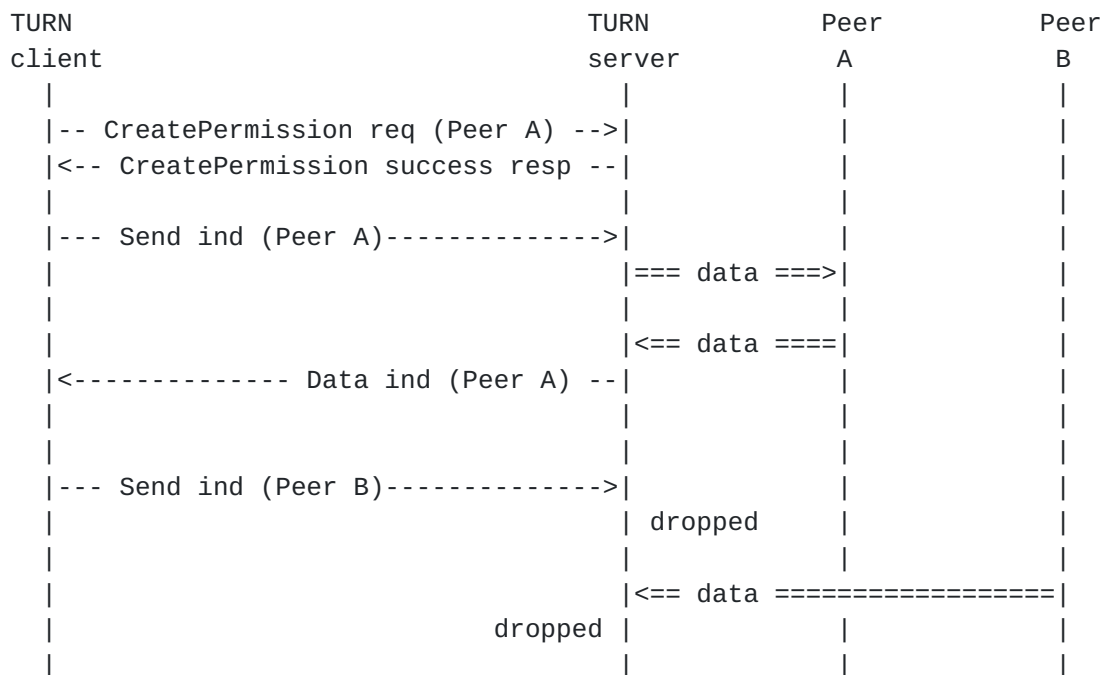 TURN                                 TURN           Peer          Peer
client                               server          A             B
  |                                    |             |             |
  |-- CreatePermission req (Peer A) -->|             |             |
  |<-- CreatePermission success resp --|             |             |
  |                                    |             |             |
  |--- Send ind (Peer A)-------------->|             |             |
  |                                    |=== data ===>|             |
  |                                    |             |             |
  |                                    |<== data ====|             |
  |<-------------- Data ind (Peer A) --|             |             |
  |                                    |             |             |
  |                                    |             |             |
  |--- Send ind (Peer B)-------------->|             |             |
  |                                    | dropped     |             |
  |                                    |             |             |
  |                                    |<== data ==================|
  |                            dropped |             |             |
  |                                    |             |             |